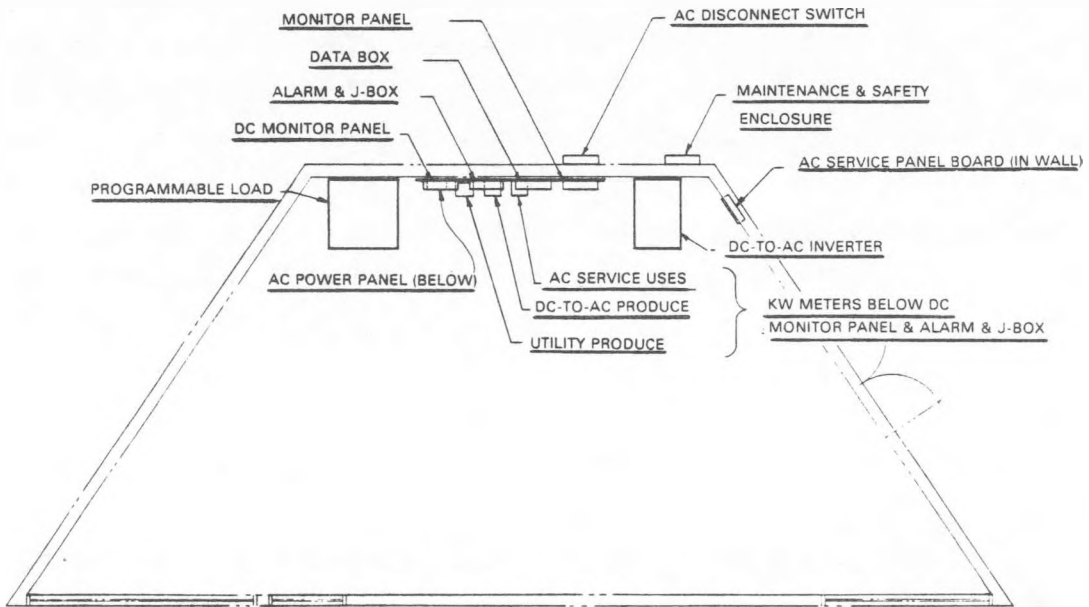 MONITOR PANEL
AC DISCONNECT SWITCH
DATA BOX
ALARM & J-BOX
MAINTENANCE & SAFETY
ENCLOSURE
DC MONITOR PANEL
AC SERVICE PANEL BOARD (IN WALL)
PROGRAMMABLE LOAD
DC-TO-AC INVERTER
AC POWER PANEL (BELOW)
AC SERVICE USES
DC-TO-AC PRODUCE
UTILITY PRODUCE
KW METERS BELOW DC
MONITOR PANEL & ALARM & J-BOX